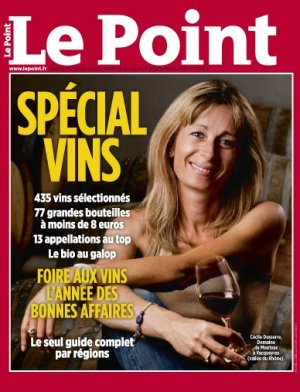 Le Point
Le Point
www.lepoint.fr
SPÉCIAL
VINS
435 vins sélectionnés
77 grandes bouteilles
à moins de 8 euros
13 appellations au top
Le bio au galop
FOIRE AUX VINS
L'ANNÉE DES
BONNES AFFAIRES
Le seul guide complet
par régions
Cécile Dusserre,
Domaine
de Montvac
à Vacqueyras
(vallée du Rhône).